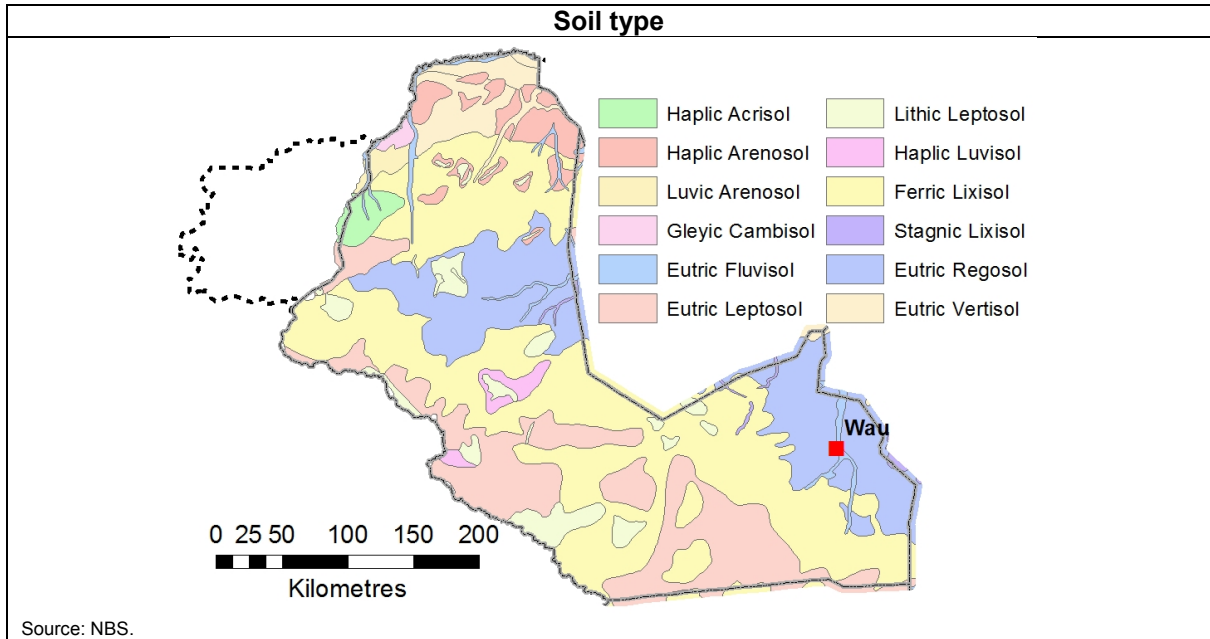 Soil type
Haplic Acrisol
Haplic Arenosol
Luvic Arenosol
Gleyic Cambisol
Eutric Fluvisol
Eutric Leptosol
Lithic Leptosol
Haplic Luvisol
Ferric Lixisol
Stagnic Lixisol
Eutric Regosol
Eutric Vertisol
Wau
0 25 50 100 150 200
Kilometres
Source: NBS.